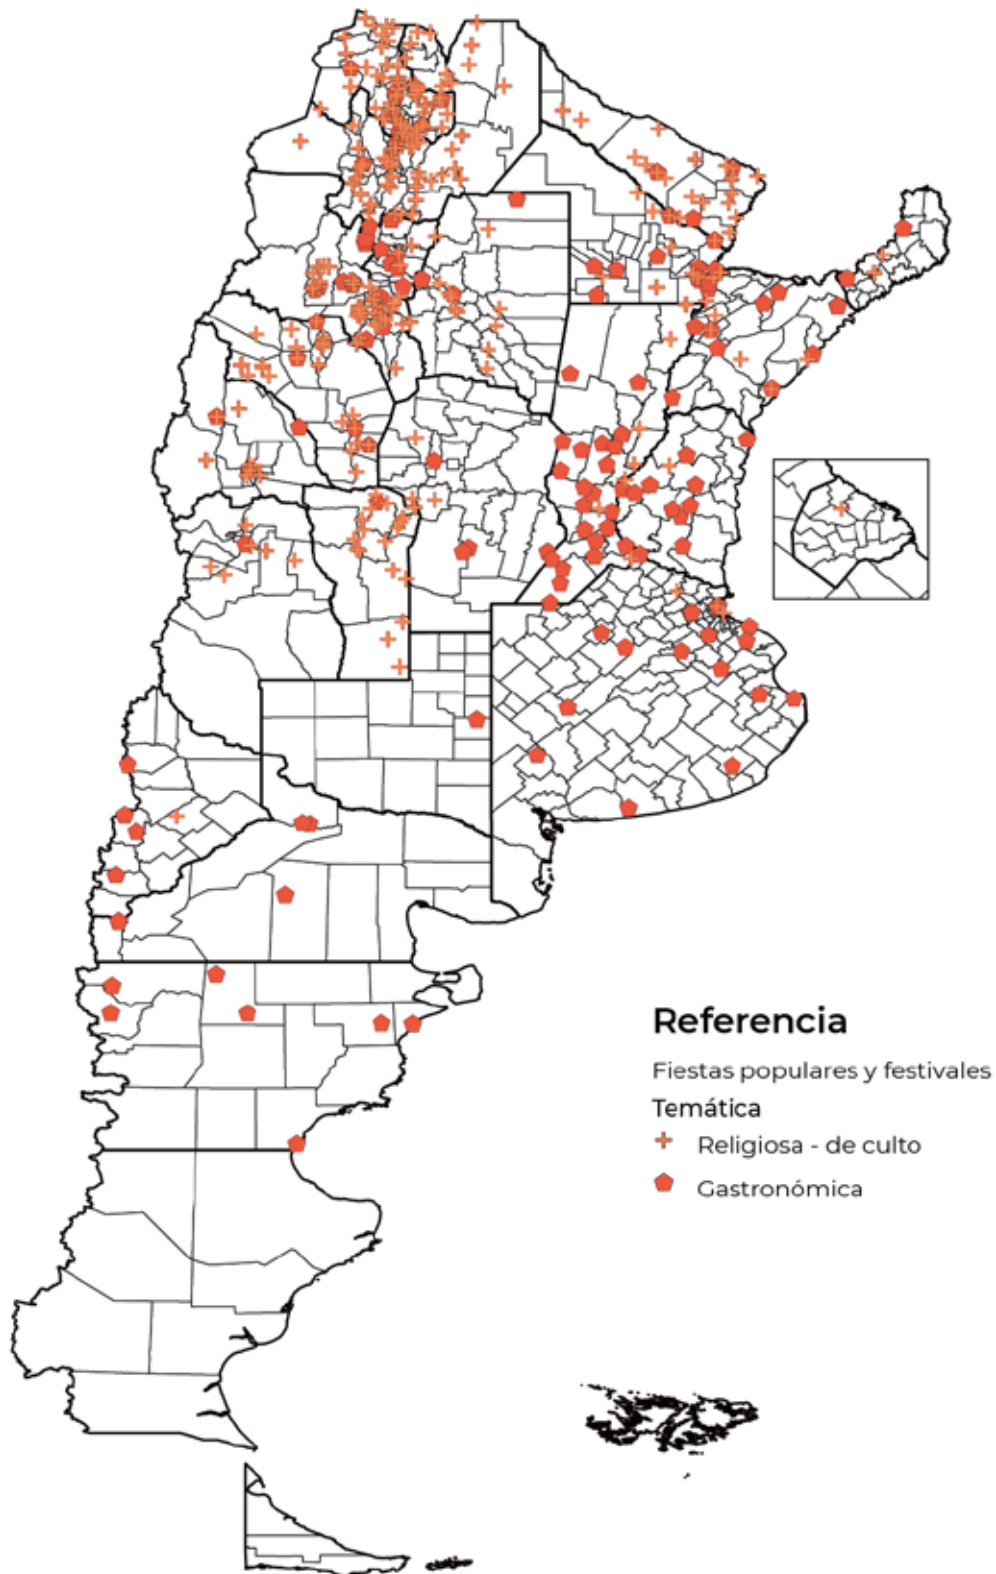 Referencia
Fiestas populares y festivales
Temática
Religiosa - de culto
Gastronómica